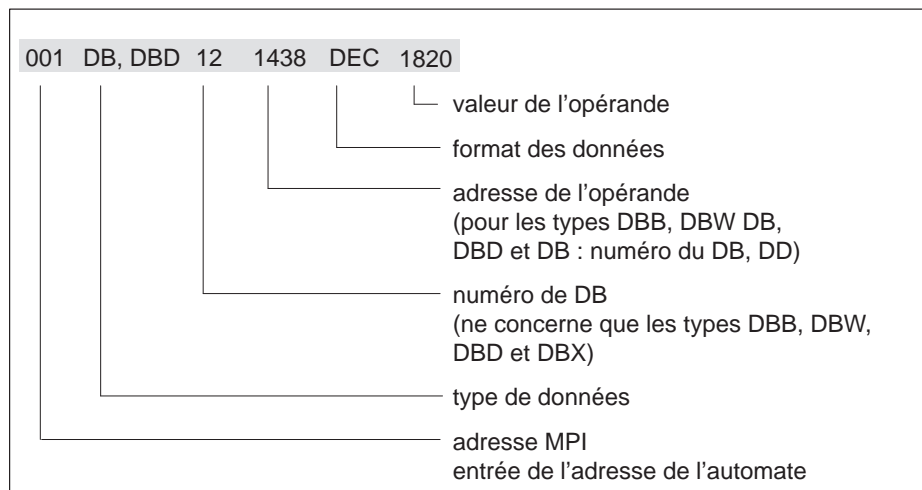 001 DB, DBD 12 1438 DEC 1820
valeur de l'opérande
format des données
adresse de l'opérande
(pour les types DBB, DBW DB,
DBD et DB : numéro du DB, DD)
numéro de DB
(ne concerne que les types DBB, DBW,
DBD et DBX)
type de données
adresse MPI
entrée de l'adresse de l'automate